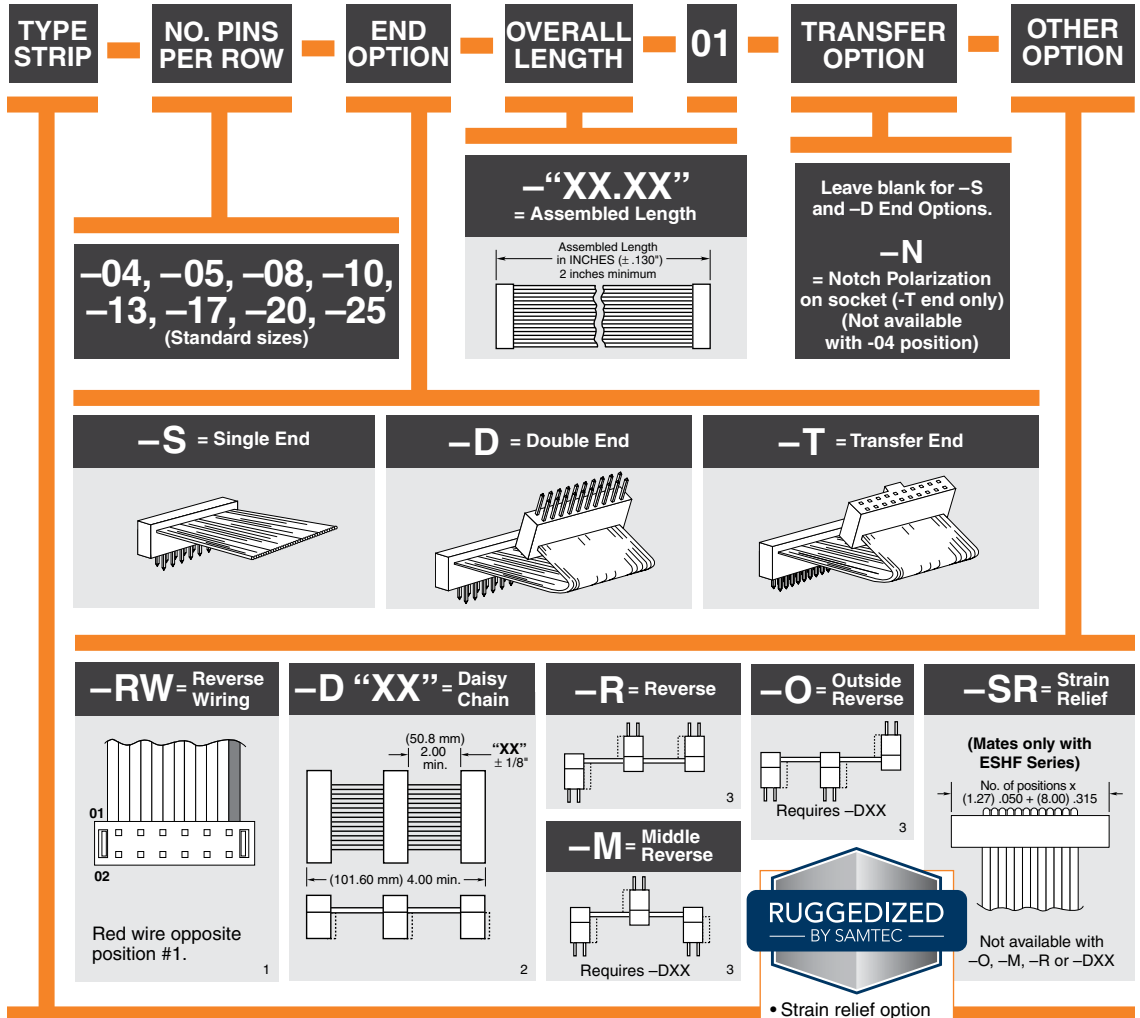 TYPE
STRIP
NO. PINS
PER ROW
END
OPTION
OVERALL
LENGTH
01
TRANSFER
OPTION
OTHER
OPTION
–“XX.XX”
= Assembled Length
Assembled Length
in INCHES (± .130")
2 inches minimum
Leave blank for –S
and –D End Options.
–N
= Notch Polarization
on socket (-T end only)
(Not available
with -04 position)
–04, –05, –08, –10,
–13, –17, –20, –25
(Standard sizes)
–S = Single End
–D = Double End
–T = Transfer End
–RW = Reverse
Wiring
01
02
Red wire opposite
position #1.
1
–D “XX” = Daisy
Chain
(50.8 mm)
2.00
min.
“XX”
± 1/8"
(101.60 mm) 4.00 min.
2
–R = Reverse
3
–M = Middle
Reverse
Requires –DXX
3
–O = Outside
Reverse
Requires –DXX
3
–SR = Strain
Relief
(Mates only with
ESHF Series)
No. of positions x
(1.27) .050 + (8.00) .315
Not available with
–O, –M, –R or –DXX
RUGGEDIZED
BY SAMTEC
• Strain relief option